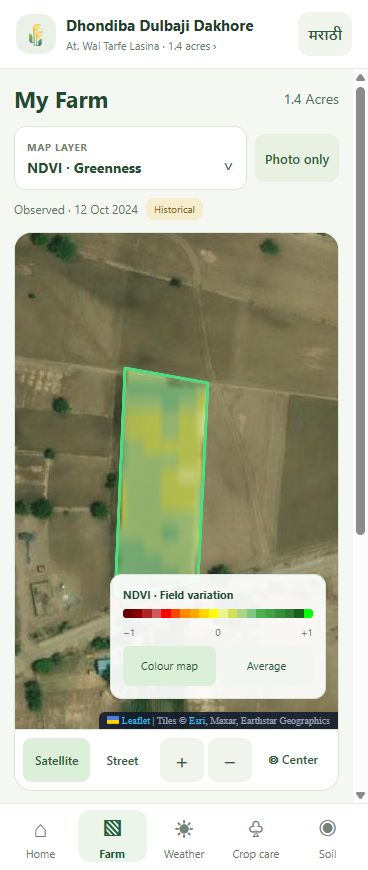 Dhondiba Dulbaji Dakhore
At. Wai Tarfe Lasina · 1.4 acres ›
मराठी
My Farm
1.4 Acres
MAP LAYER
NDVI · Greenness
Photo only
Observed · 12 Oct 2024
Historical
NDVI · Field variation
−1 0 +1
Colour map
Average
Leaflet | Tiles © Esri, Maxar, Earthstar Geographics
Satellite
Street
+
−
Center
Home
Farm
Weather
Crop care
Soil